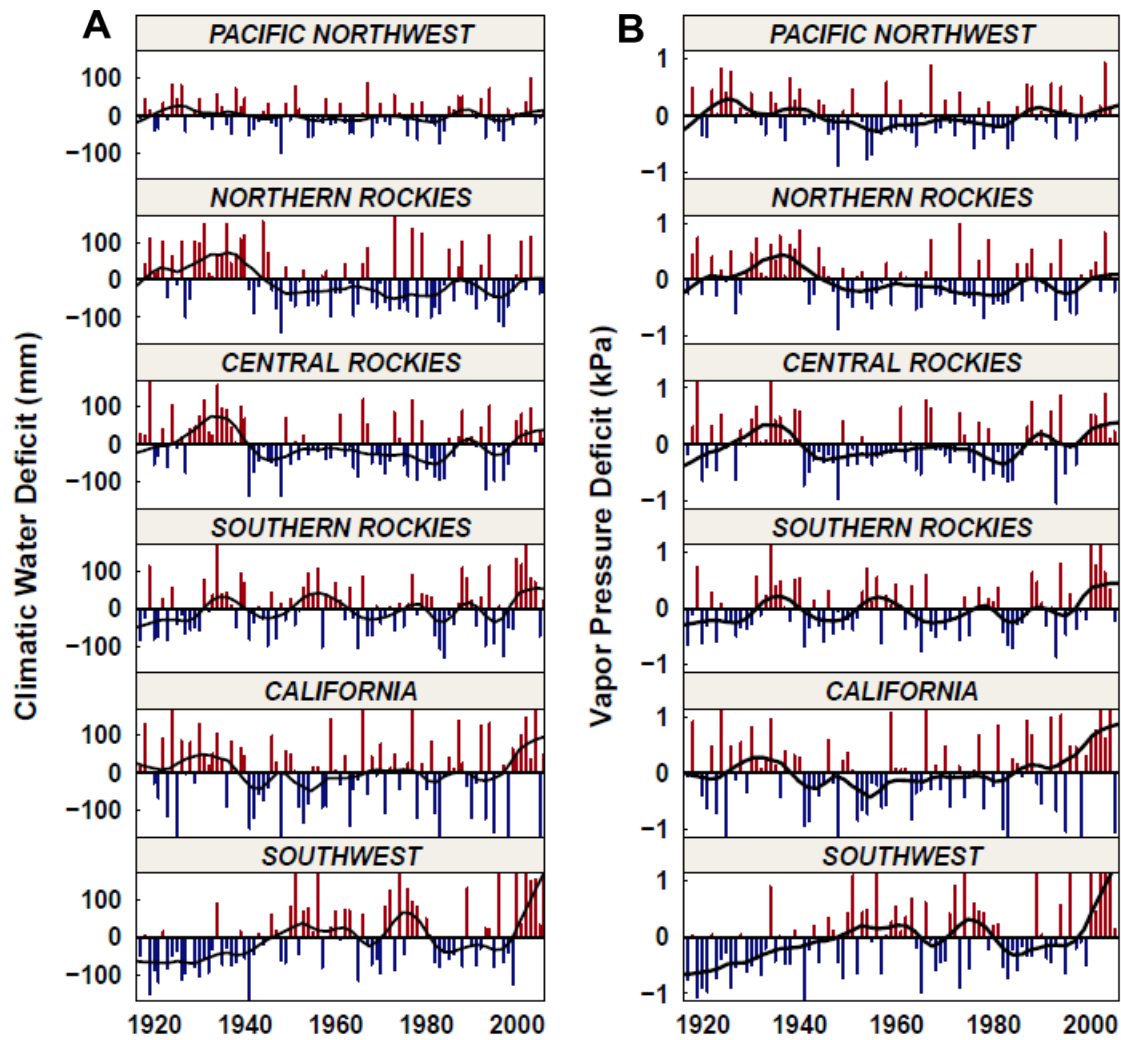 A
PACIFIC NORTHWEST
100
0
−100
NORTHERN ROCKIES
100
0
−100
CENTRAL ROCKIES
100
0
−100
SOUTHERN ROCKIES
100
0
−100
CALIFORNIA
100
0
−100
SOUTHWEST
100
0
−100
1920 1940 1960 1980 2000
Climatic Water Deficit (mm)
B
PACIFIC NORTHWEST
1
0
−1
NORTHERN ROCKIES
1
0
−1
CENTRAL ROCKIES
1
0
−1
SOUTHERN ROCKIES
1
0
−1
CALIFORNIA
1
0
−1
SOUTHWEST
1
0
−1
1920 1940 1960 1980 2000
Vapor Pressure Deficit (kPa)